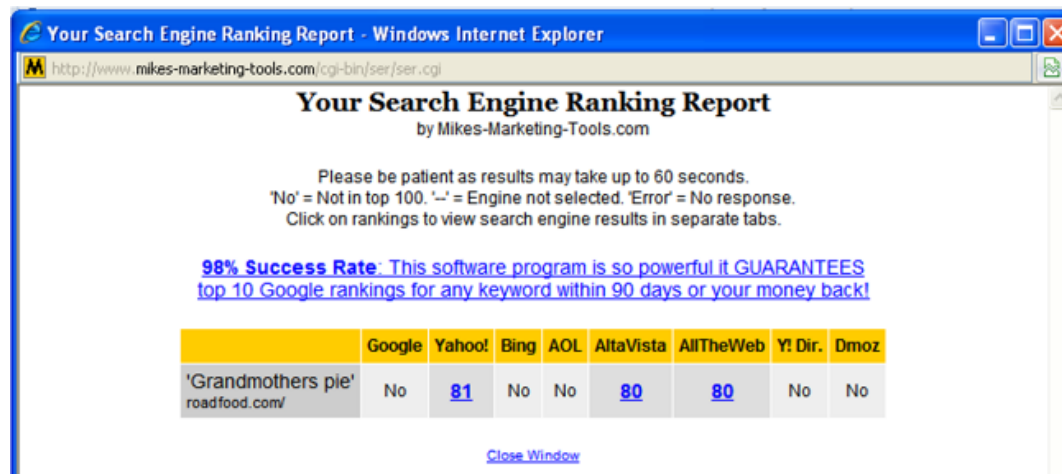 Your Search Engine Ranking Report - Windows Internet Explorer
http://www.mikes-marketing-tools.com/cgi-bin/ser/ser.cgi
Your Search Engine Ranking Report
by Mikes-Marketing-Tools.com
Please be patient as results may take up to 60 seconds.
'No' = Not in top 100. '--' = Engine not selected. 'Error' = No response.
Click on rankings to view search engine results in separate tabs.
98% Success Rate: This software program is so powerful it GUARANTEES
top 10 Google rankings for any keyword within 90 days or your money back!
Google Yahoo! Bing AOL AltaVista AllTheWeb Y! Dir. Dmoz
'Grandmothers pie'
roadfood.com/
No 81 No No 80 80 No No
Close Window